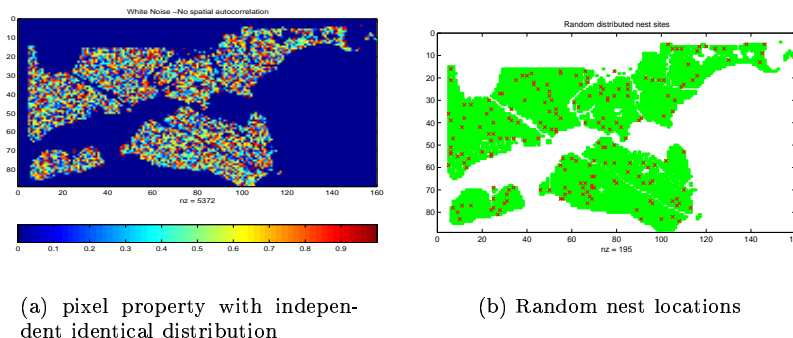 White Noise –No spatial autocorrelation
0
10
20
30
40
50
60
70
80
0 20 40 60 80 100 120 140 160
nz = 5372
0 0.1 0.2 0.3 0.4 0.5 0.6 0.7 0.8 0.9
(a) pixel property with indepen-
dent identical distribution
Random distributed nest sites
0
10
20
30
40
50
60
70
80
0 20 40 60 80 100 120 140
nz = 195
(b) Random nest locations